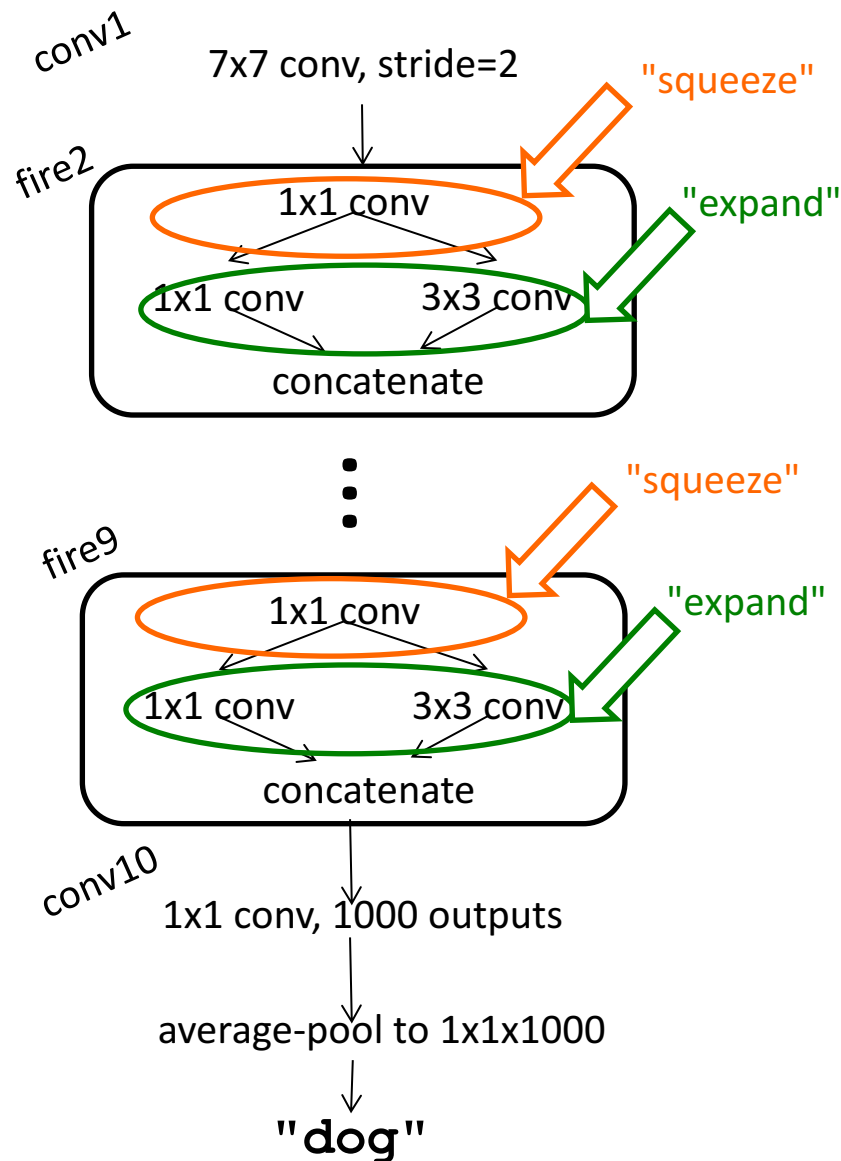 conv1
7x7 conv, stride=2
"squeeze"
fire2
1x1 conv
"expand"
1x1 conv 3x3 conv
concatenate
"squeeze"
fire9
1x1 conv
"expand"
1x1 conv 3x3 conv
concatenate
conv10
1x1 conv, 1000 outputs
average-pool to 1x1x1000
"dog"